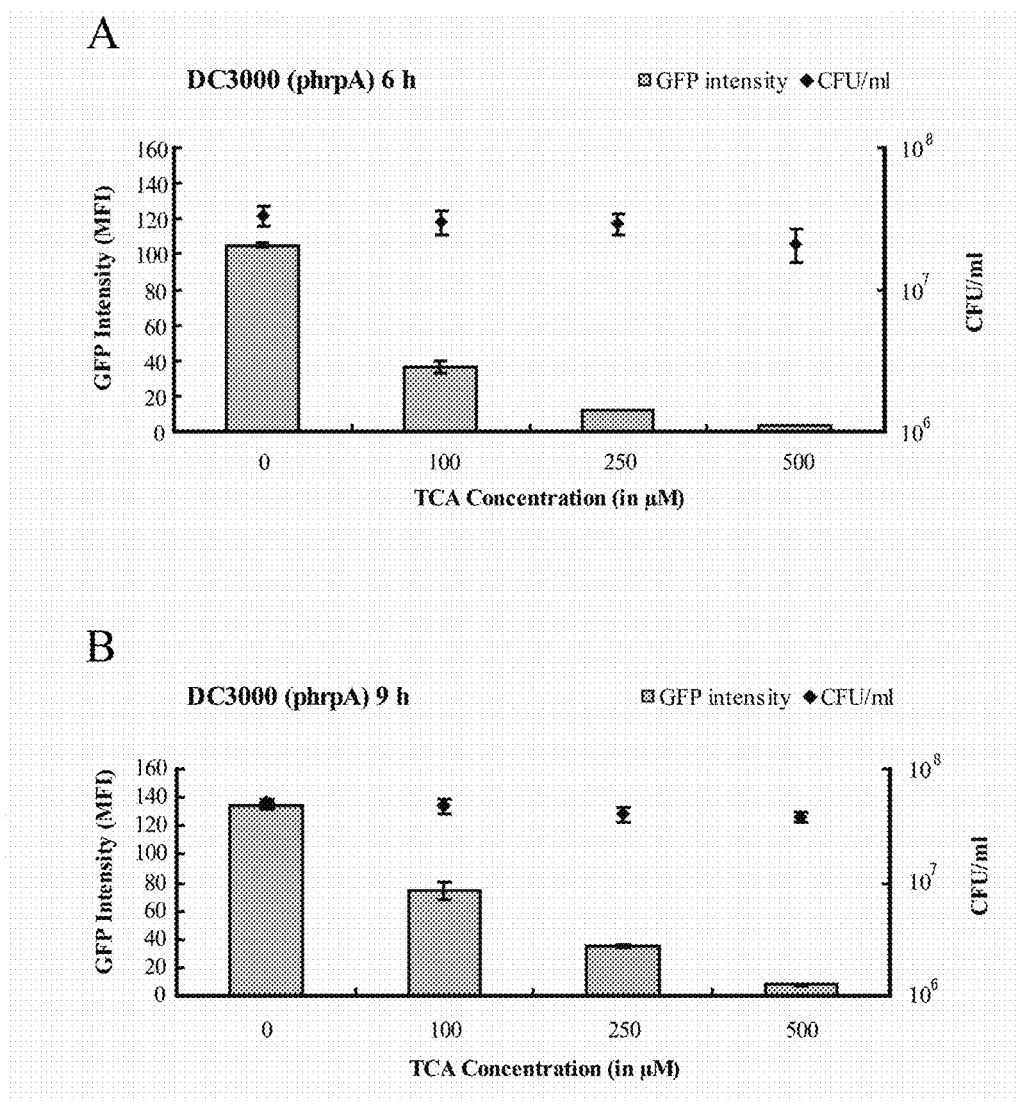 A
DC3000 (phrpA) 6 h
GFP intensity CFU/ml
160
140
120
100
80
60
40
20
0
GFP Intensity (MFI)
10^8
10^7
10^6
CFU/ml
0 100 250 500
TCA Concentration (in µM)
B
DC3000 (phrpA) 9 h
GFP intensity CFU/ml
160
140
120
100
80
60
40
20
0
GFP Intensity (MFI)
10^8
10^7
10^6
CFU/ml
0 100 250 500
TCA Concentration (in µM)